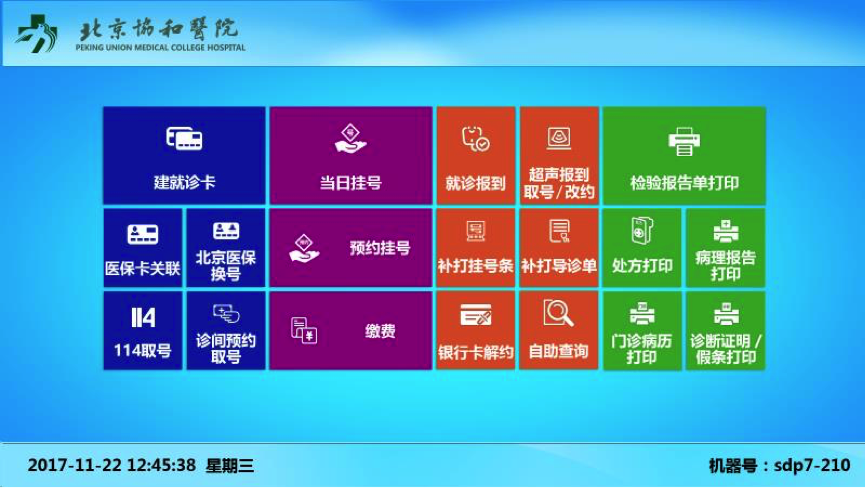 北京協和醫院
PEKING UNION MEDICAL COLLEGE HOSPITAL
建就诊卡
当日挂号
就诊报到
超声报到
取号/改约
检验报告单打印
医保卡关联
北京医保
换号
预约挂号
补打挂号条
补打导诊单
处方打印
病理报告
打印
114
114取号
诊间预约
取号
缴费
银行卡解约
自助查询
门诊病历
打印
诊断证明/
假条打印
2017-11-22 12:45:38 星期三
机器号：sdp7-210